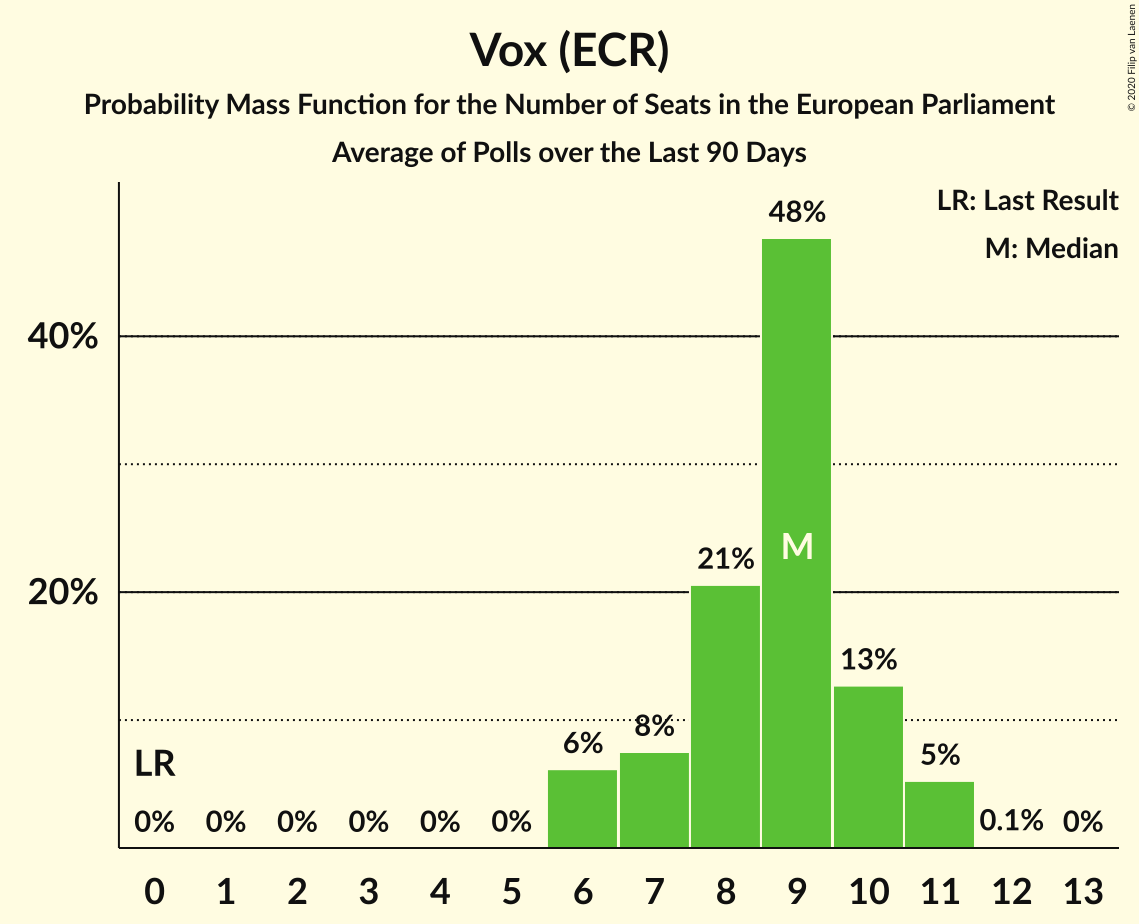 Vox (ECR)
Probability Mass Function for the Number of Seats in the European Parliament
Average of Polls over the Last 90 Days
© 2020 Filip van Laenen
LR: Last Result
M: Median
48%
40%
M
21%
20%
13%
8%
6%
5%
LR
0% 0% 0% 0% 0% 0% 0.1% 0%
0 1 2 3 4 5 6 7 8 9 10 11 12 13